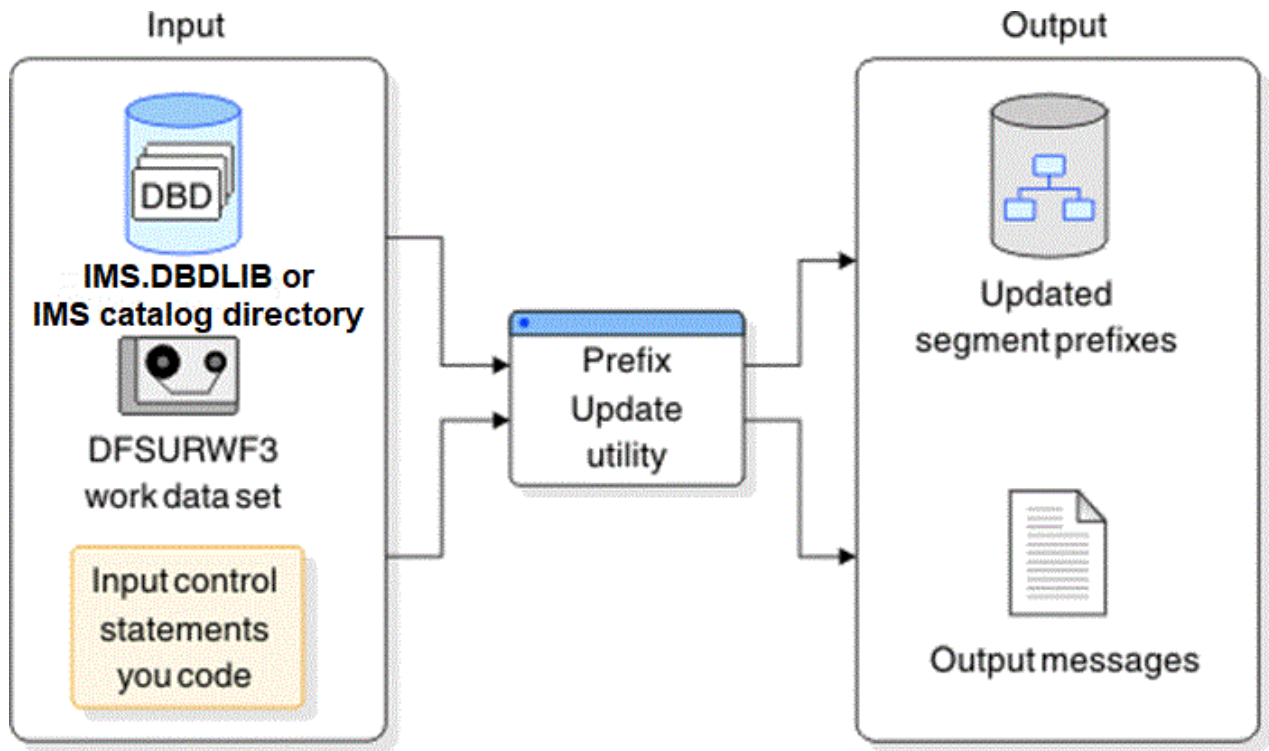 Input
DBD
IMS.DBDLIB or
IMS catalog directory
DFSURWF3
work data set
Input control
statements
you code
Prefix
Update
utility
Output
Updated
segment prefixes
Output messages